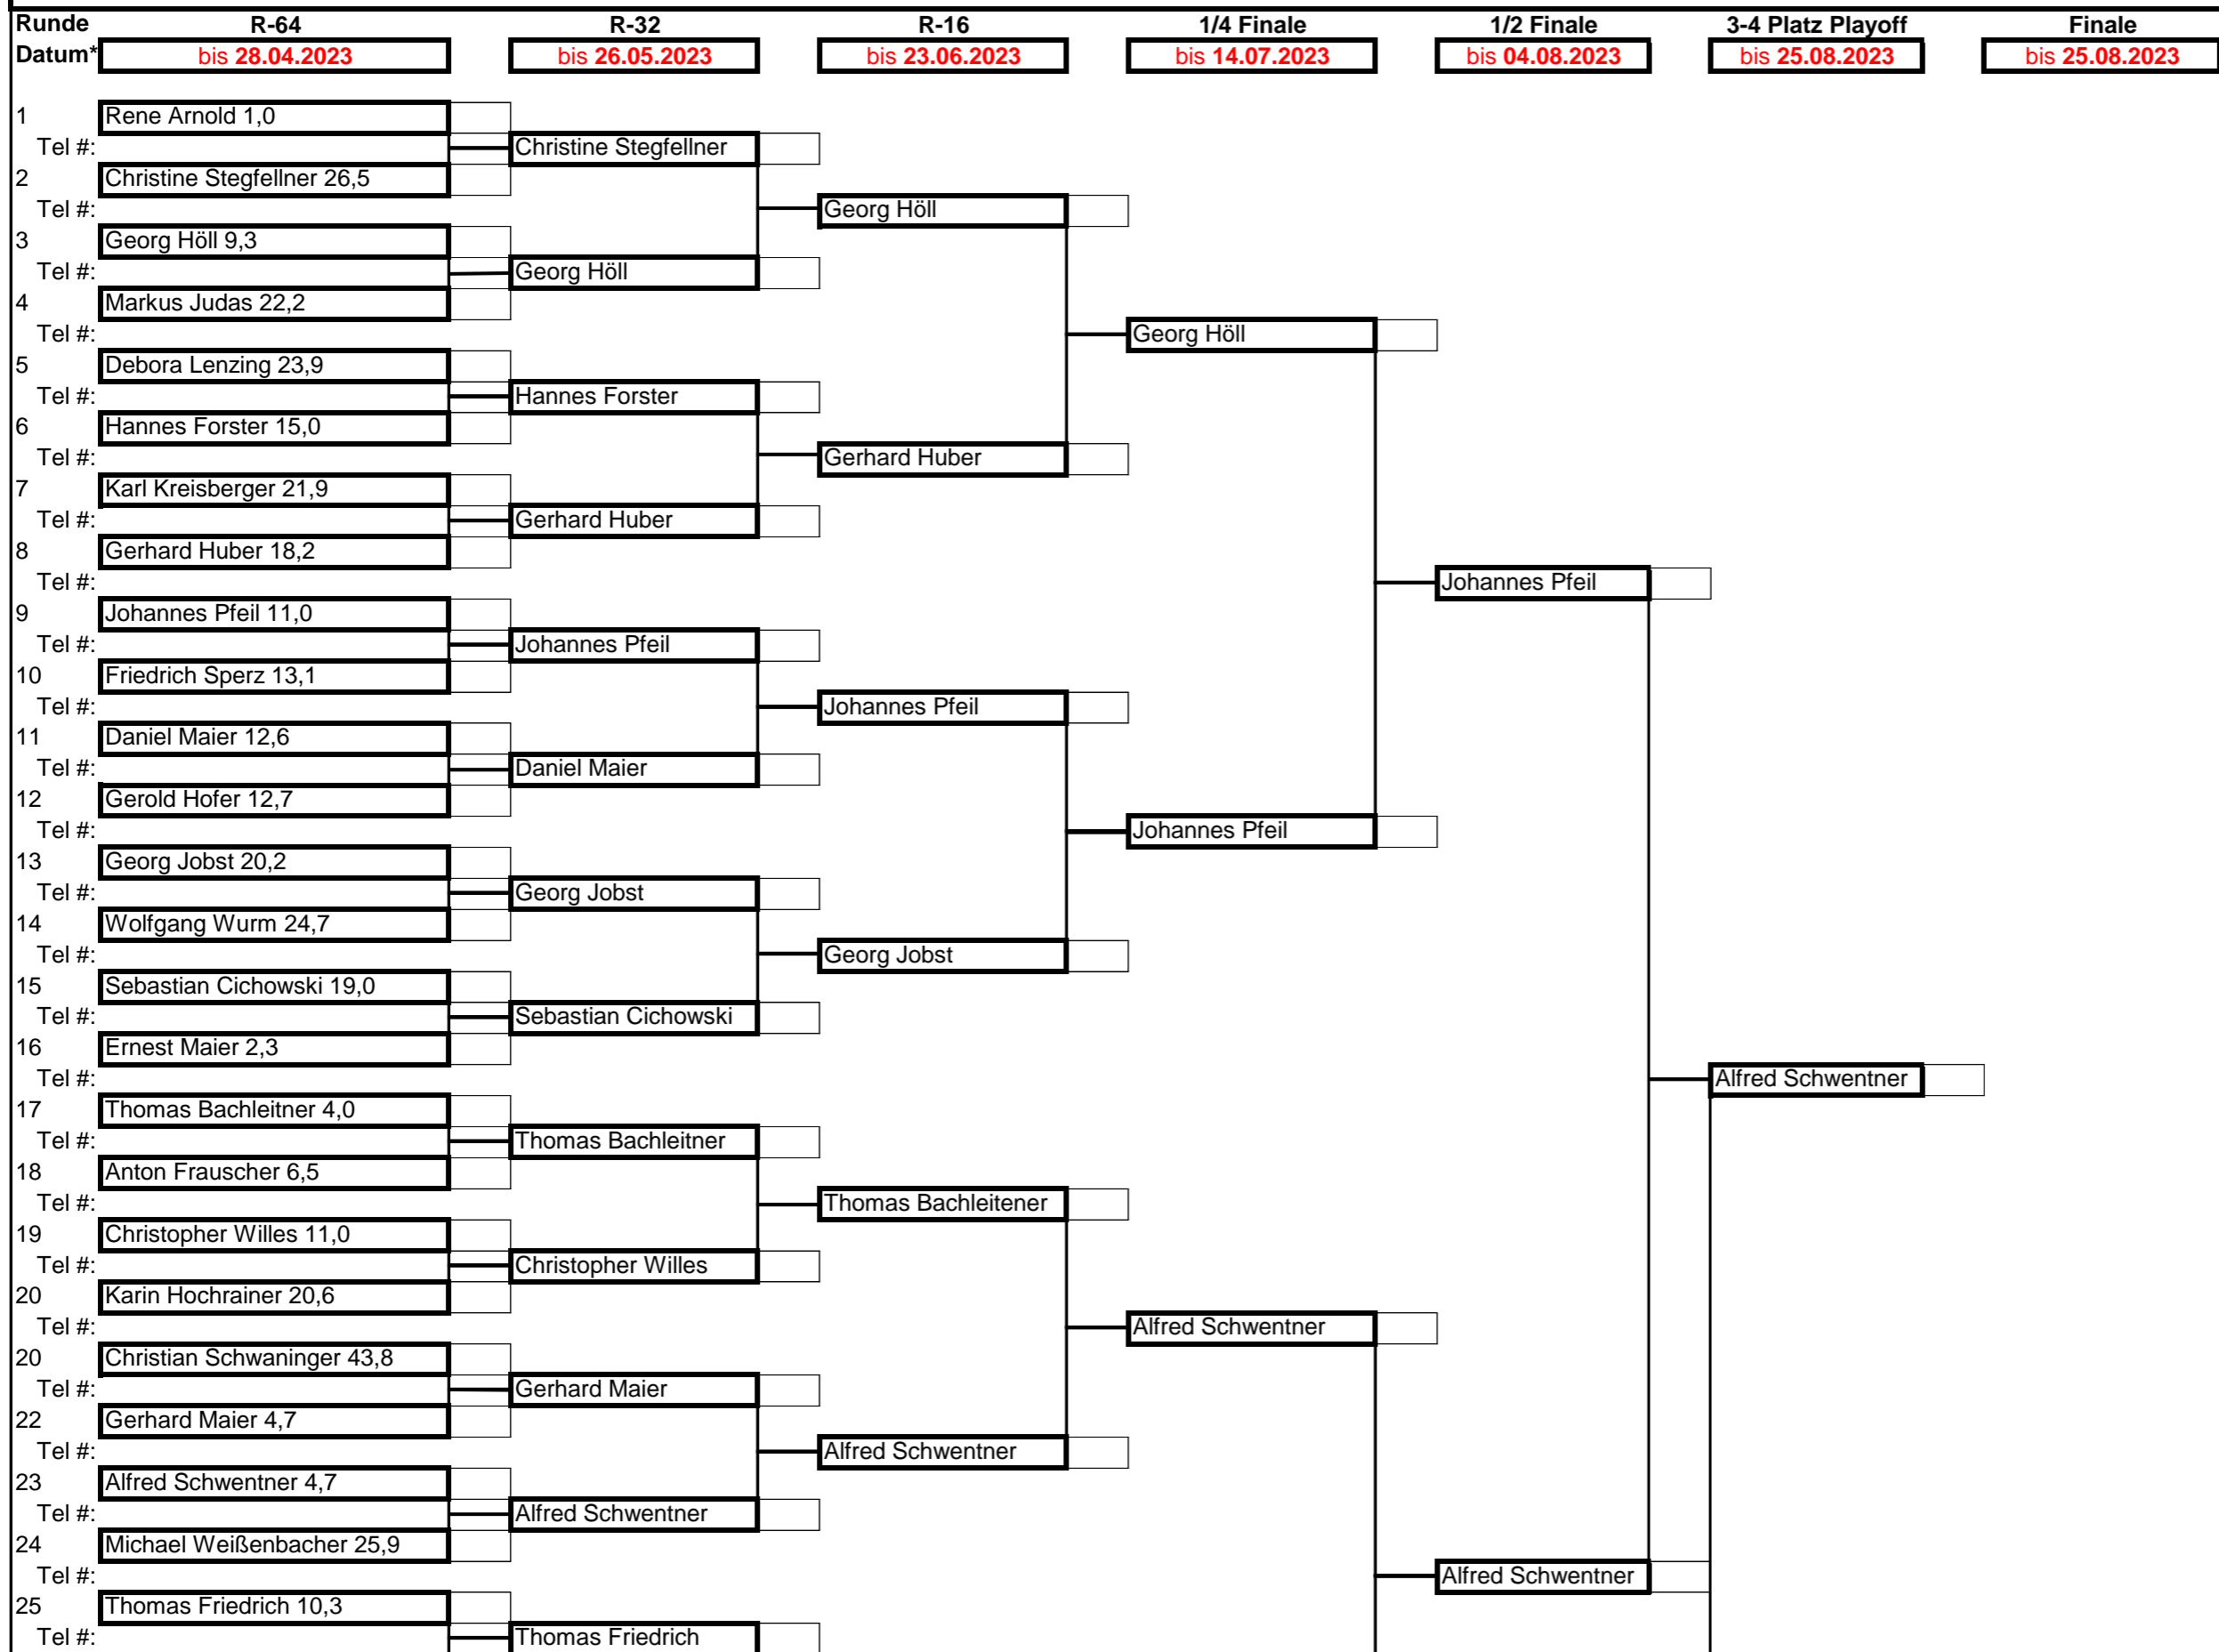 Runde R-64 R-32 R-16 1/4 Finale 1/2 Finale 3-4 Platz Playoff Finale
Datum* bis 28.04.2023 bis 26.05.2023 bis 23.06.2023 bis 14.07.2023 bis 04.08.2023 bis 25.08.2023 bis 25.08.2023
1 Rene Arnold 1,0
Tel #: Christine Stegfellner
2 Christine Stegfellner 26,5
Tel #: Georg Höll
3 Georg Höll 9,3
Tel #: Georg Höll
4 Markus Judas 22,2
Tel #: Georg Höll
5 Debora Lenzing 23,9
Tel #: Hannes Forster
6 Hannes Forster 15,0
Tel #: Gerhard Huber
7 Karl Kreisberger 21,9
Tel #: Gerhard Huber
8 Gerhard Huber 18,2
Tel #: Johannes Pfeil
9 Johannes Pfeil 11,0
Tel #: Johannes Pfeil
10 Friedrich Sperz 13,1
Tel #: Johannes Pfeil
11 Daniel Maier 12,6
Tel #: Daniel Maier
12 Gerold Hofer 12,7
Tel #: Johannes Pfeil
13 Georg Jobst 20,2
Tel #: Georg Jobst
14 Wolfgang Wurm 24,7
Tel #: Georg Jobst
15 Sebastian Cichowski 19,0
Tel #: Sebastian Cichowski
16 Ernest Maier 2,3
Tel #: Alfred Schwentner
17 Thomas Bachleitner 4,0
Tel #: Thomas Bachleitner
18 Anton Frauscher 6,5
Tel #: Thomas Bachleitener
19 Christopher Willes 11,0
Tel #: Christopher Willes
20 Karin Hochrainer 20,6
Tel #: Alfred Schwentner
20 Christian Schwaninger 43,8
Tel #: Gerhard Maier
22 Gerhard Maier 4,7
Tel #: Alfred Schwentner
23 Alfred Schwentner 4,7
Tel #: Alfred Schwentner
24 Michael Weißenbacher 25,9
Tel #: Alfred Schwentner
25 Thomas Friedrich 10,3
Tel #: Thomas Friedrich